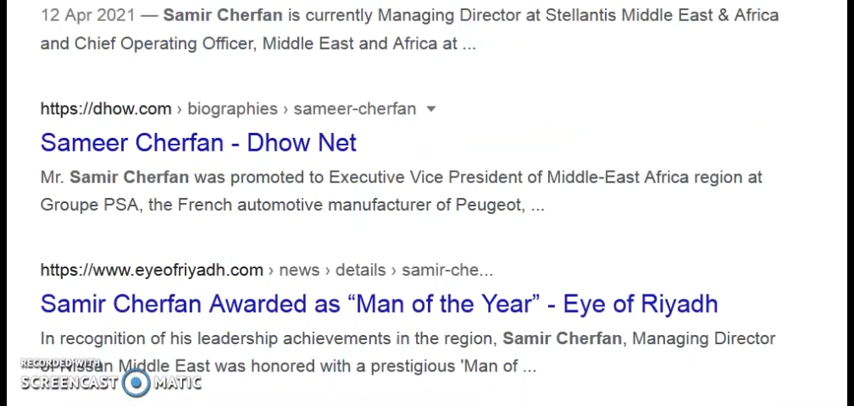 12 Apr 2021 — Samir Cherfan is currently Managing Director at Stellantis Middle East & Africa
and Chief Operating Officer, Middle East and Africa at ...
https://dhow.com › biographies › sameer-cherfan
Sameer Cherfan - Dhow Net
Mr. Samir Cherfan was promoted to Executive Vice President of Middle-East Africa region at
Groupe PSA, the French automotive manufacturer of Peugeot, ...
https://www.eyeofriyadh.com › news › details › samir-che...
Samir Cherfan Awarded as “Man of the Year” - Eye of Riyadh
In recognition of his leadership achievements in the region, Samir Cherfan, Managing Director
of Nissan Middle East was honored with a prestigious 'Man of ...
RECORDED WITH
SCREENCAST MATIC